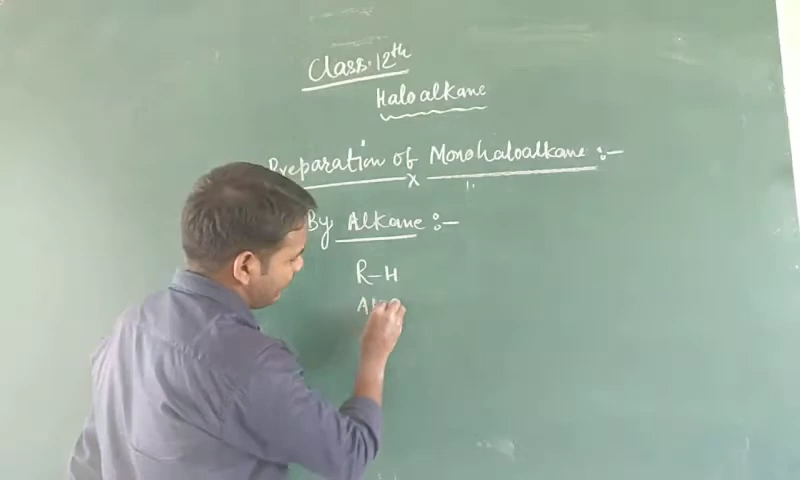 Class:12th
Haloalkane
Preparation of Monohaloalkane :-
x
By Alkane :-
R-H